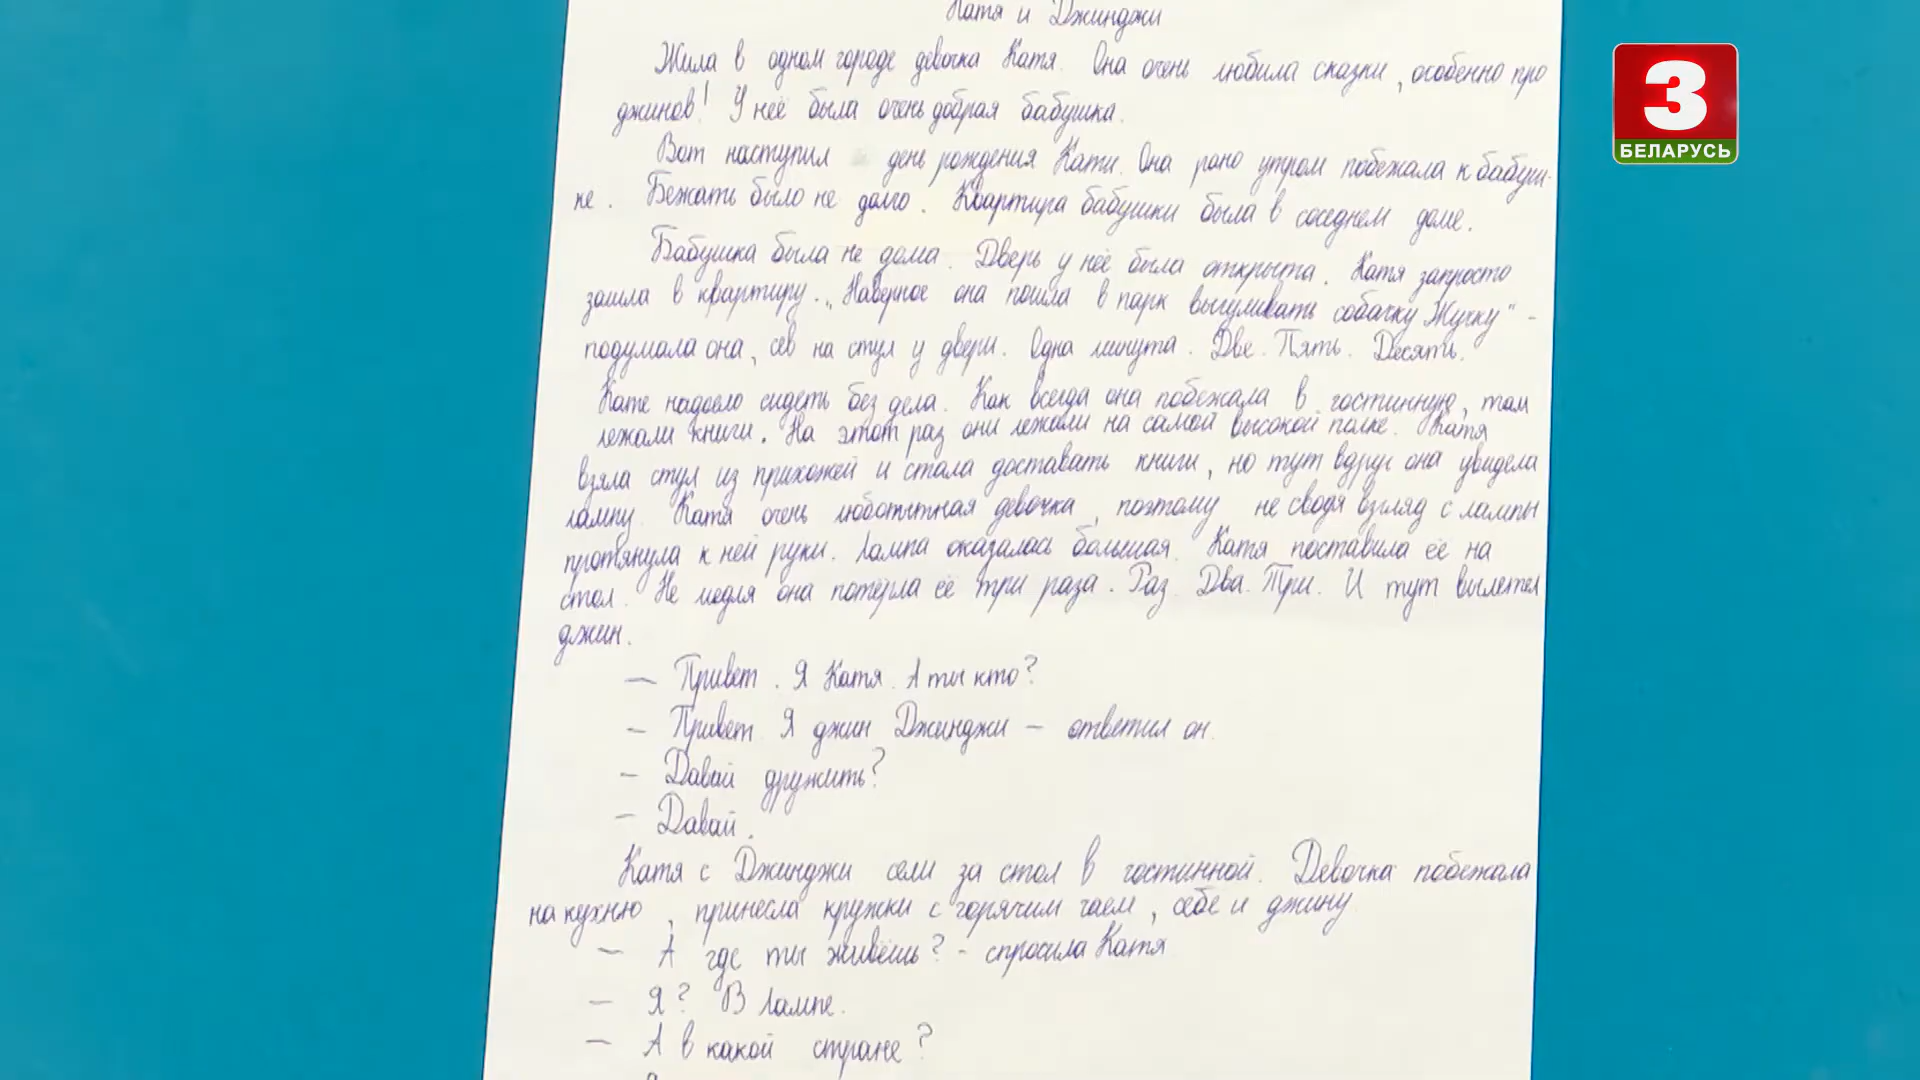 Катя и Джинджи
Жила в одном городе девочка Катя. Она очень любила сказки, особенно про
джинов! У неё была очень добрая бабушка.
Вот наступил день рождения Кати. Она рано утром побежала к бабуш-
ке. Бежать было не долго. Квартира бабушки была в соседнем доме.
Бабушка была не дома. Дверь у неё была открыта. Катя запросто
зашла в квартиру. „Наверное она пошла в парк выгуливать собачку Жучку" -
подумала она, сев на стул у двери. Одна минута. Две. Пять. Десять.
Кате надоело сидеть без дела. Как всегда она побежала в гостинную, там
лежали книги. На этот раз они лежали на самой высокой полке. Катя
взяла стул из прихожей и стала доставать книги, но тут вдруг она увидела
лампу. Катя очень любопытная девочка, поэтому не сводя взгляд с лампы
протянула к ней руки. Лампа оказалась большая. Катя поставила её на
стол. Не медля она потёрла её три раза. Раз. Два. Три. И тут вылетел
джин.
— Привет. Я Катя. А ты кто?
— Привет. Я джин Джинджи — ответил он.
— Давай дружить?
— Давай.
Катя с Джинджи сели за стол в гостинной. Девочка побежала
на кухню, принесла кружки с горячим чаем, себе и джину.
— А где ты живёшь? - спросила Катя
— Я? В лампе.
— А в какой стране?
3
БЕЛАРУСЬ